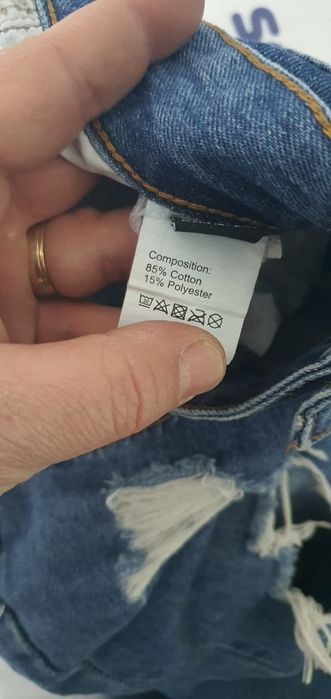 Composition:
85% Cotton
15% Polyester